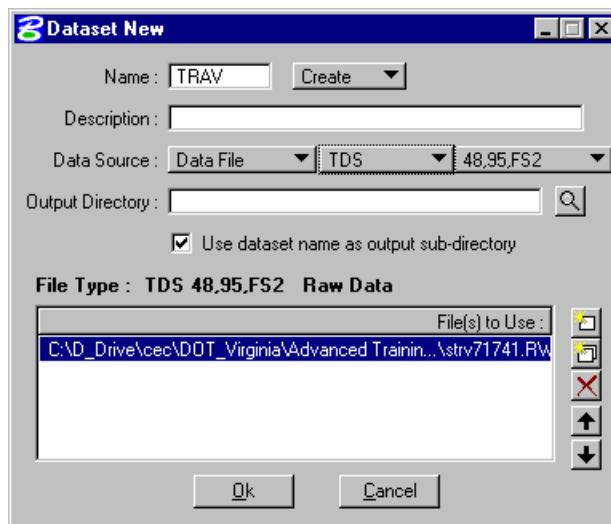 Dataset New
Name : TRAV Create
Description :
Data Source : Data File TDS 48,95,FS2
Output Directory :
Use dataset name as output sub-directory
File Type : TDS 48,95,FS2 Raw Data
File(s) to Use :
C:\D_Drive\cec\DOT_Virginia\Advanced Trainin...\strv71741.RW
Ok Cancel